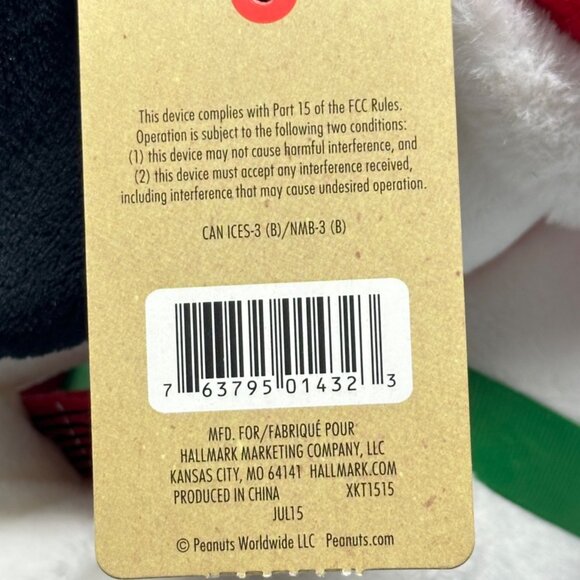 This device complies with Part 15 of the FCC Rules.
Operation is subject to the following two conditions:
(1) this device may not cause harmful interference, and
(2) this device must accept any interference received,
including interference that may cause undesired operation.
CAN ICES-3 (B)/NMB-3 (B)
7 63795 01432 3
MFD. FOR/FABRIQUÉ POUR
HALLMARK MARKETING COMPANY, LLC
KANSAS CITY, MO 64141 HALLMARK.COM
PRODUCED IN CHINA XKT1515
JUL15
© Peanuts Worldwide LLC Peanuts.com